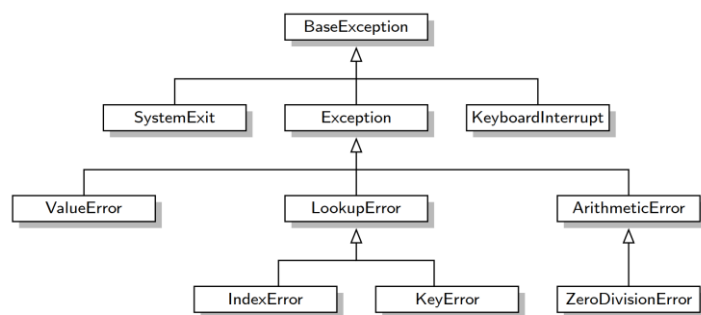 BaseException
SystemExit
Exception
KeyboardInterrupt
ValueError
LookupError
ArithmeticError
IndexError
KeyError
ZeroDivisionError